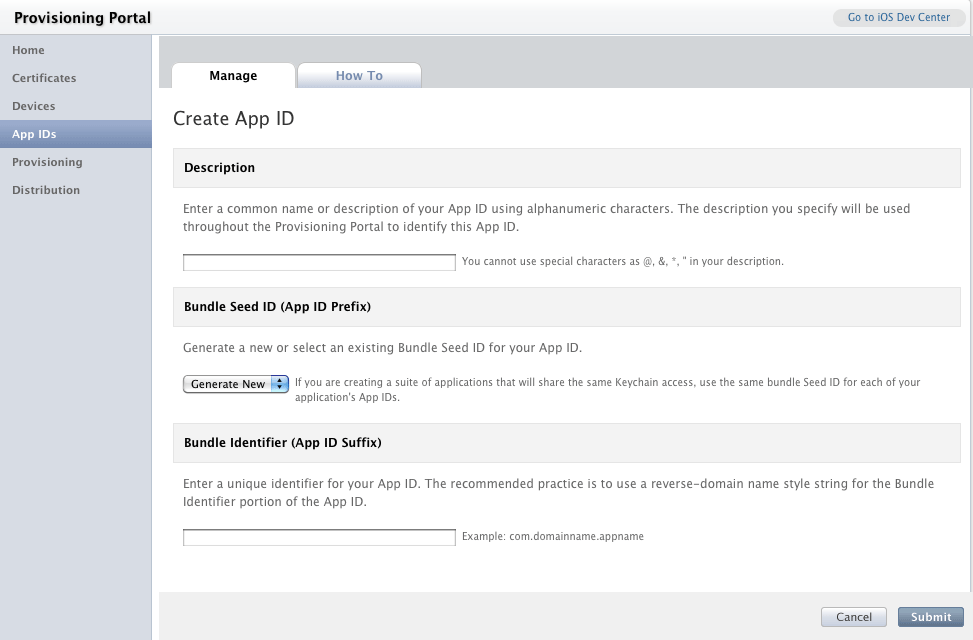 Provisioning Portal
Go to iOS Dev Center
Home
Certificates
Devices
App IDs
Provisioning
Distribution
Manage
How To
Create App ID
Description
Enter a common name or description of your App ID using alphanumeric characters. The description you specify will be used
throughout the Provisioning Portal to identify this App ID.
You cannot use special characters as @, &, *, " in your description.
Bundle Seed ID (App ID Prefix)
Generate a new or select an existing Bundle Seed ID for your App ID.
Generate New
If you are creating a suite of applications that will share the same Keychain access, use the same bundle Seed ID for each of your
application's App IDs.
Bundle Identifier (App ID Suffix)
Enter a unique identifier for your App ID. The recommended practice is to use a reverse-domain name style string for the Bundle
Identifier portion of the App ID.
Example: com.domainname.appname
Cancel
Submit